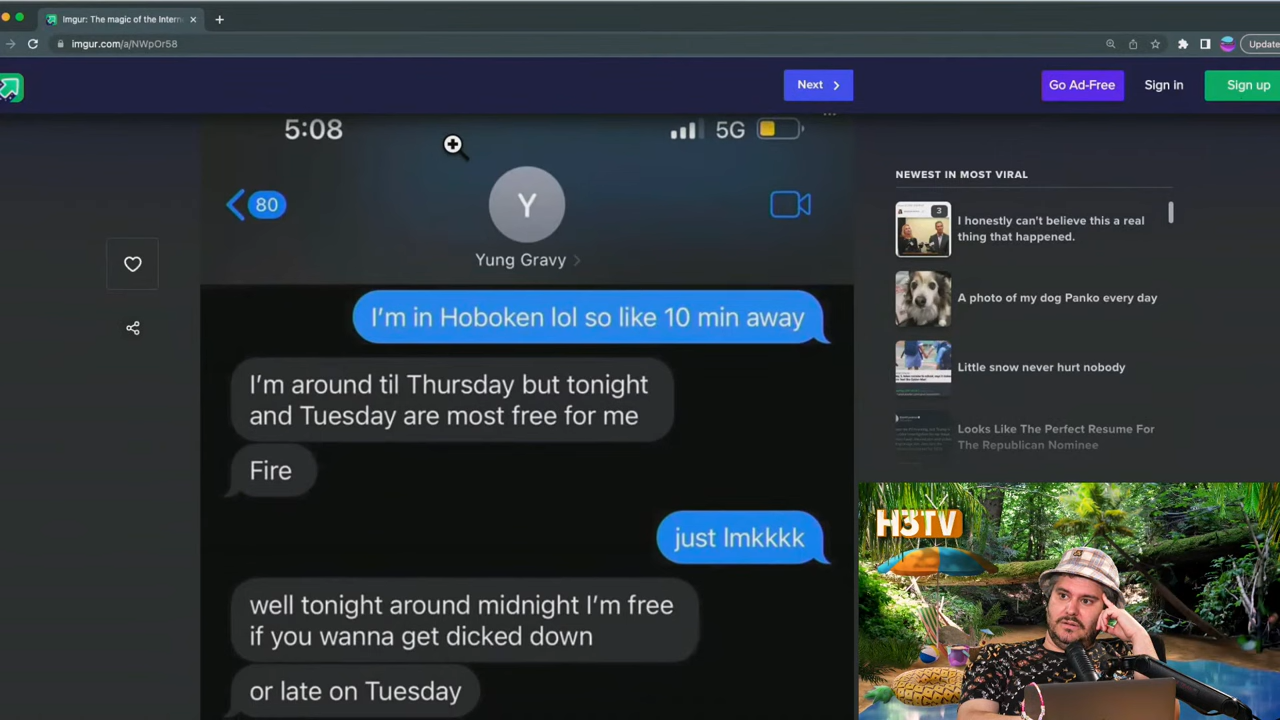 Imgur: The magic of the Intern
imgur.com/a/NWpOr58
Update
Next
Go Ad-Free
Sign in
Sign up
5:08
5G
80
Y
Yung Gravy
I'm in Hoboken lol so like 10 min away
I'm around til Thursday but tonight
and Tuesday are most free for me
Fire
just lmkkkk
well tonight around midnight I'm free
if you wanna get dicked down
or late on Tuesday
NEWEST IN MOST VIRAL
3
I honestly can't believe this a real
thing that happened.
A photo of my dog Panko every day
Little snow never hurt nobody
Looks Like The Perfect Resume For
The Republican Nominee
H3TV